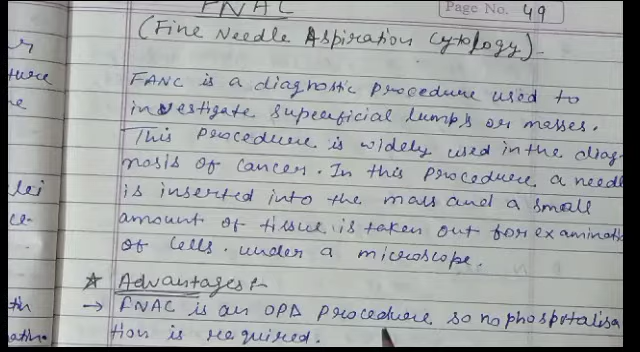 FNAC
Page No. 49
(Fine Needle Aspiration Cytology)
FANC is a diagnostic procedure used to
investigate superficial lumps or masses.
This procedure is widely used in the diag-
nosis of cancer. In this procedure a needl
is inserted into the mass and a small
amount of tissue is taken out for examinati
of cells. under a microscope.
☆ Advantages :-
→ FNAC is an OPD procedure so no phospitalisa
tion is required.